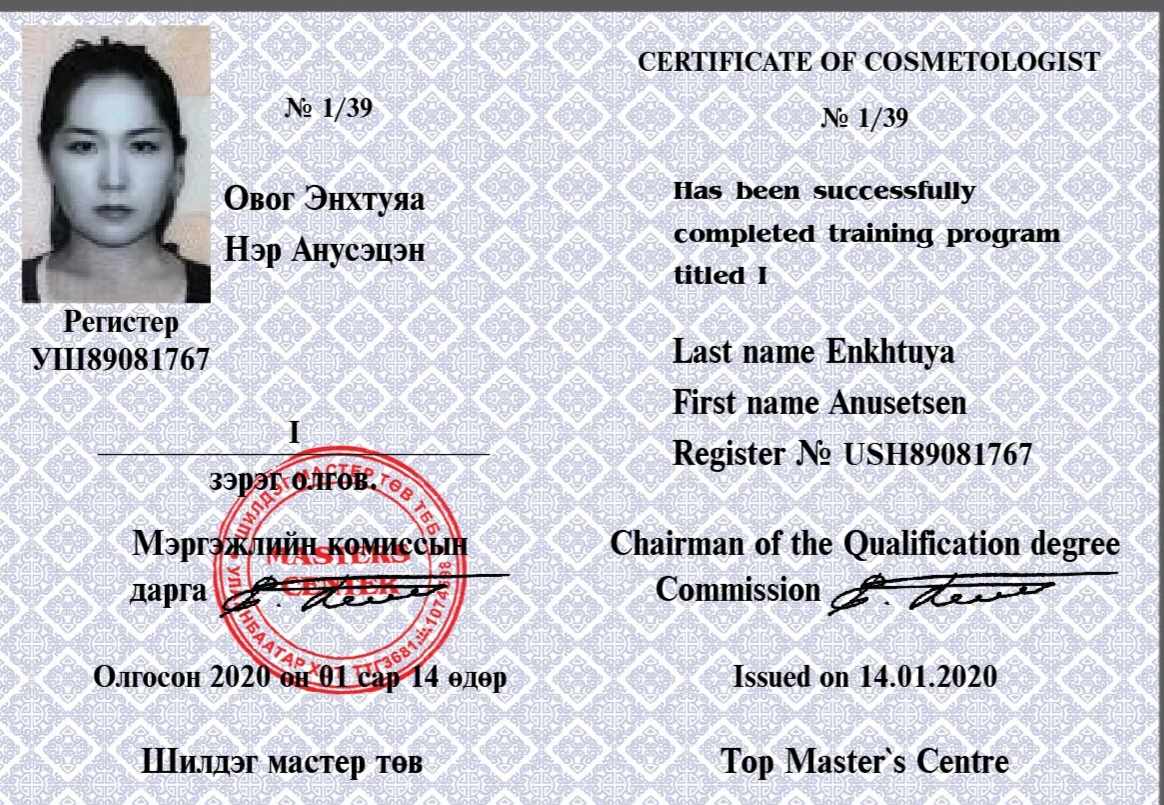 № 1/39
Овог Энхтуяа
Нэр Анусэцэн
Регистер
УШ89081767
I
зэрэг олгов.
Мэргэжлийн комиссын
дарга
Олгосон 2020 он 01 сар 14 өдөр
Шилдэг мастер төв
ШИЛДЭГ МАСТЕР ТӨВ ТББ
MASTERS
CENTER
CERTIFICATE OF COSMETOLOGIST
№ 1/39
Has been successfully
completed training program
titled I
Last name Enkhtuya
First name Anusetsen
Register № USH89081767
Chairman of the Qualification degree
Commission
Issued on 14.01.2020
Top Master`s Centre